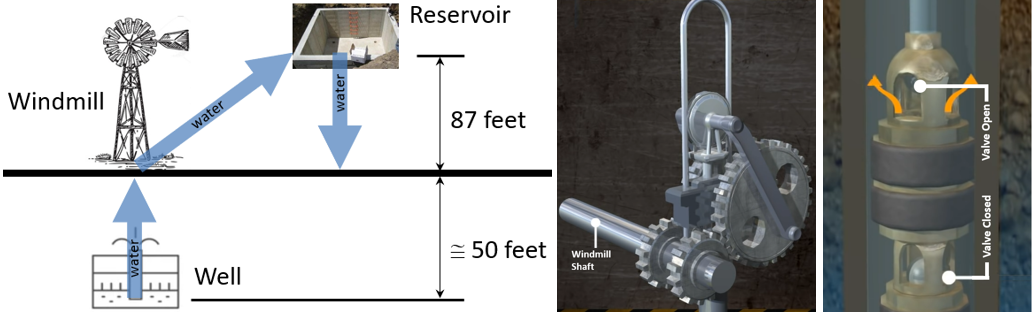 Reservoir
Windmill
water
water
87 feet
water
Well
≅ 50 feet
Windmill
Shaft
Valve Open
Valve Closed